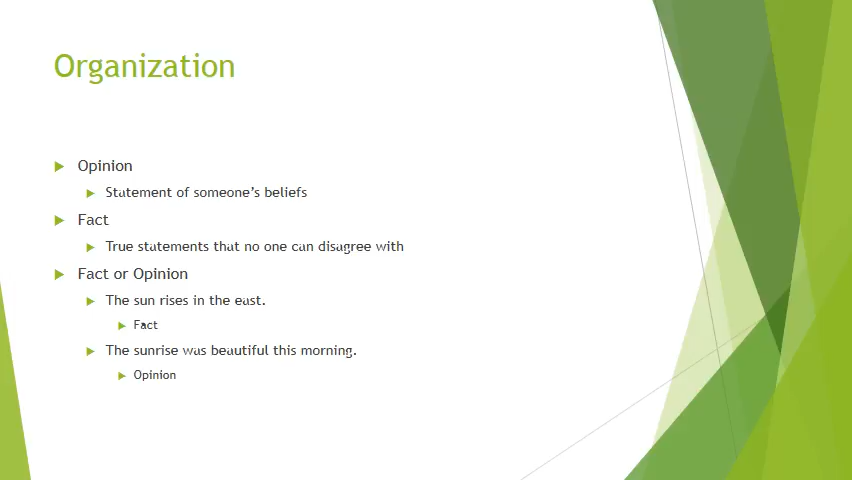 Organization
Opinion
Statement of someone's beliefs
Fact
True statements that no one can disagree with
Fact or Opinion
The sun rises in the east.
Fact
The sunrise was beautiful this morning.
Opinion